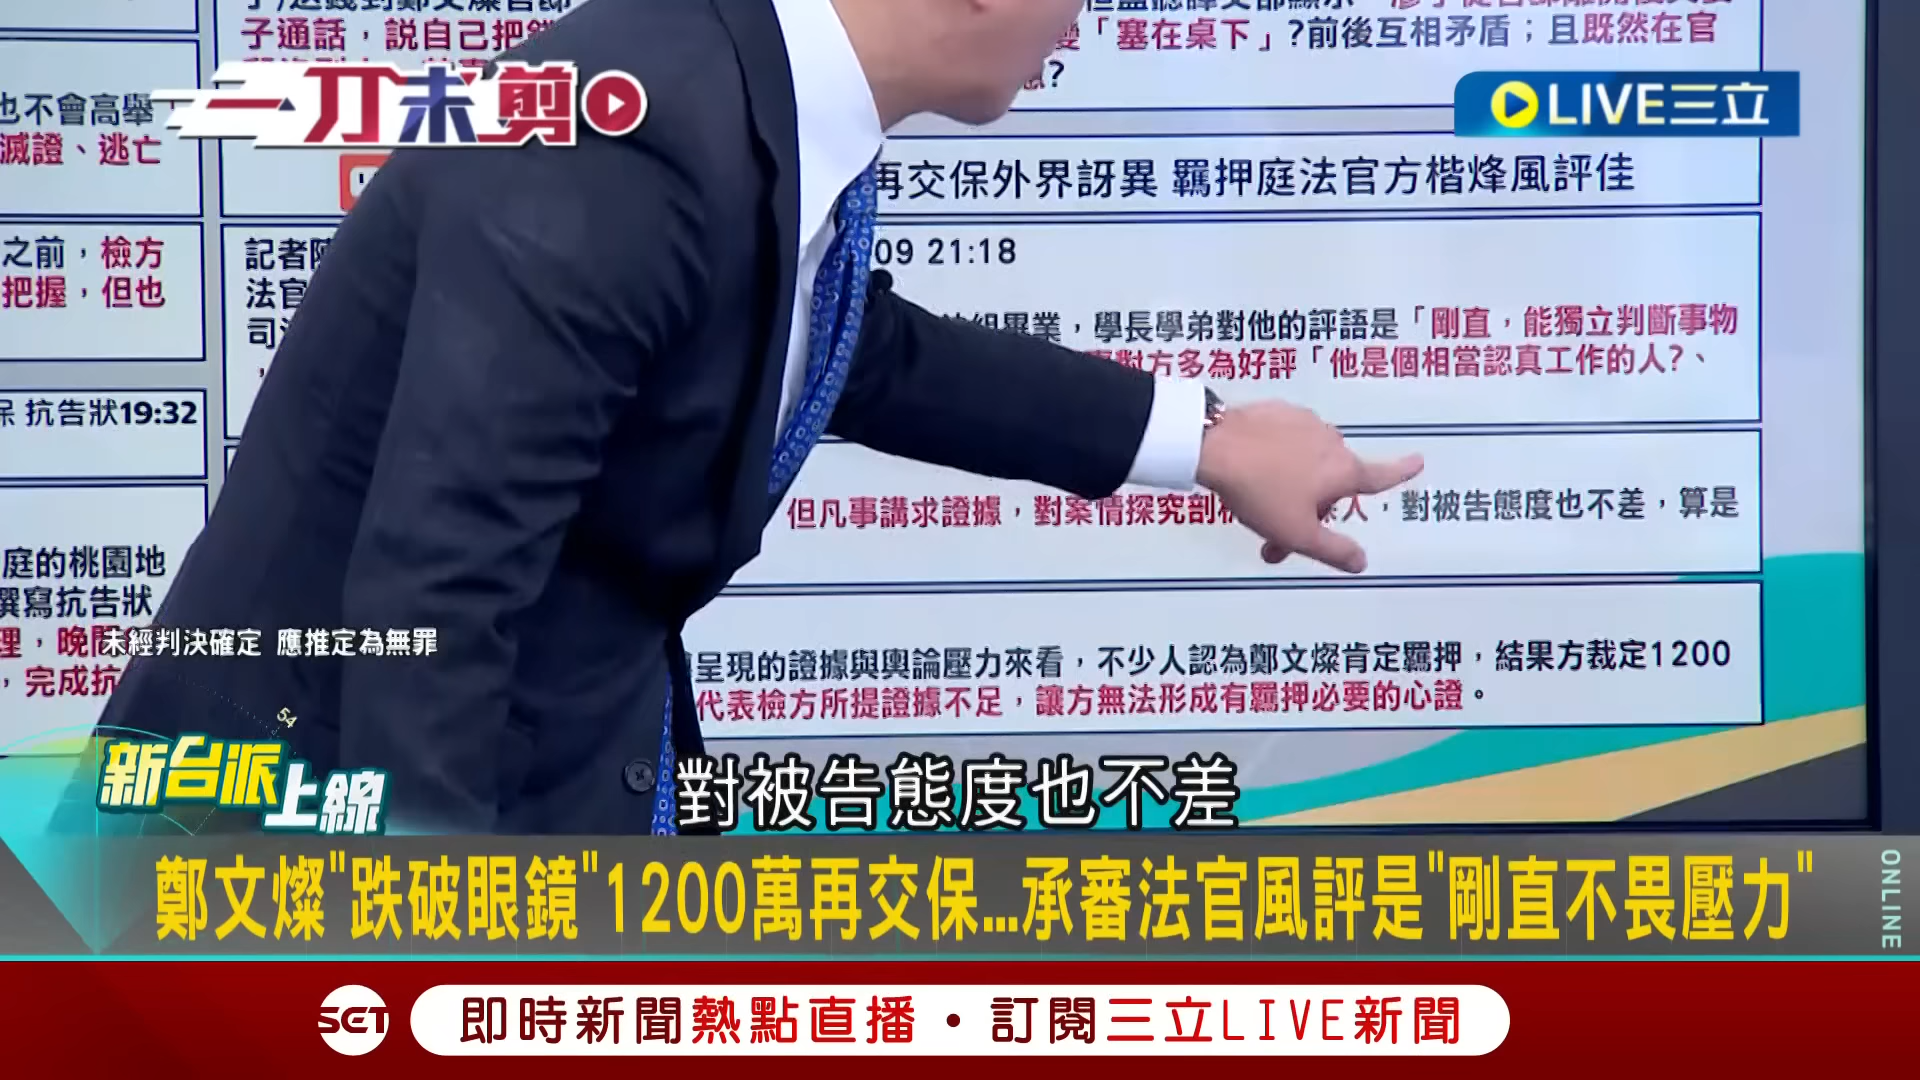 子通話，說自己把
變「塞在桌下」?前後互相矛盾；且既然在官
?
也不會高舉
滅證、逃亡
一刀未剪
LIVE三立
再交保外界訝異 羈押庭法官方楷烽風評佳
之前，檢方
把握，但也
記者
法官
09 21:18
組畢業，學長學弟對他的評語是「剛直，能獨立判斷事物
對方多為好評「他是個相當認真工作的人?、
保 抗告狀19:32
但凡事講求證據，對案情探究剖
人，對被告態度也不差，算是
庭的桃園地
撰寫抗告狀
理，晚間
，完成抗
未經判決確定 應推定為無罪
呈現的證據與輿論壓力來看，不少人認為鄭文燦肯定羈押，結果方裁定1200
代表檢方所提證據不足，讓方無法形成有羈押必要的心證。
54
新台派上線
對被告態度也不差
鄭文燦"跌破眼鏡"1200萬再交保...承審法官風評是"剛直不畏壓力"
ONLINE
SET
即時新聞熱點直播・訂閱三立LIVE新聞